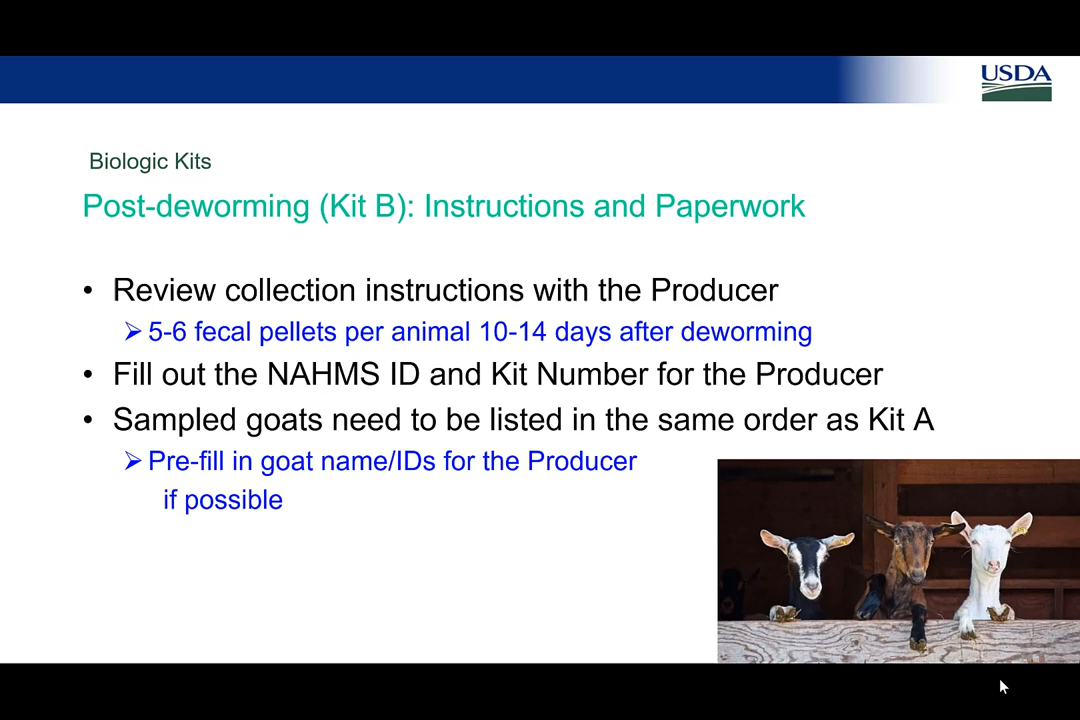 USDA
Biologic Kits
Post-deworming (Kit B): Instructions and Paperwork
• Review collection instructions with the Producer
➢ 5-6 fecal pellets per animal 10-14 days after deworming
• Fill out the NAHMS ID and Kit Number for the Producer
• Sampled goats need to be listed in the same order as Kit A
➢ Pre-fill in goat name/IDs for the Producer
if possible